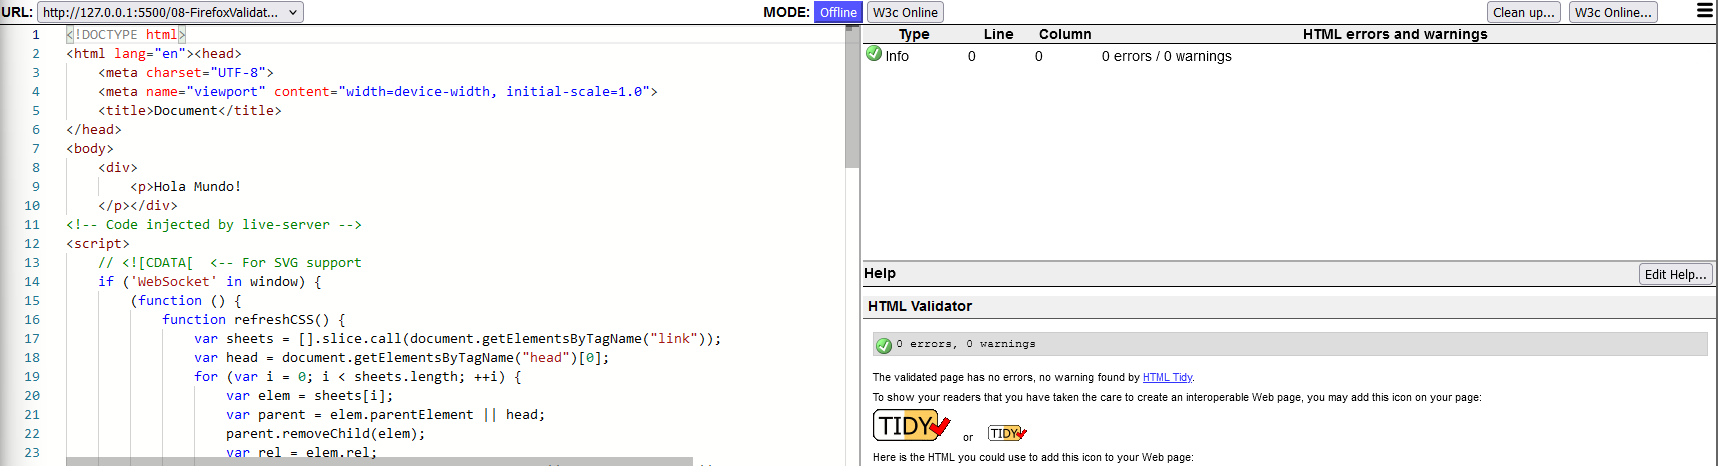 URL: http://127.0.0.1:5500/08-FirefoxValidat... MODE: Offline W3c Online Clean up... W3c Online...
1 <!DOCTYPE html>
2 <html lang="en"><head>
3 <meta charset="UTF-8">
4 <meta name="viewport" content="width=device-width, initial-scale=1.0">
5 <title>Document</title>
6 </head>
7 <body>
8 <div>
9 <p>Hola Mundo!
10 </p></div>
11 <!-- Code injected by live-server -->
12 <script>
13 // <![CDATA[  <-- For SVG support
14 if ('WebSocket' in window) {
15 (function () {
16 function refreshCSS() {
17 var sheets = [].slice.call(document.getElementsByTagName("link"));
18 var head = document.getElementsByTagName("head")[0];
19 for (var i = 0; i < sheets.length; ++i) {
20 var elem = sheets[i];
21 var parent = elem.parentElement || head;
22 parent.removeChild(elem);
23 var rel = elem.rel;
Type Line Column HTML errors and warnings
Info 0 0 0 errors / 0 warnings
Help Edit Help...
HTML Validator
0 errors, 0 warnings
The validated page has no errors, no warning found by HTML Tidy.
To show your readers that you have taken the care to create an interoperable Web page, you may add this icon on your page:
TIDY or TIDY
Here is the HTML you could use to add this icon to your Web page: